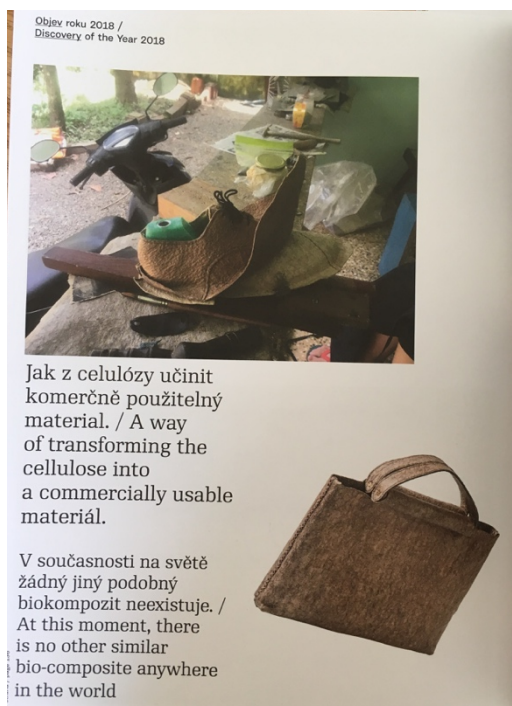 Objev roku 2018 /
Discovery of the Year 2018
Jak z celulózy učinit
komerčně použitelný
material. / A way
of transforming the
cellulose into
a commercially usable
materiál.
V současnosti na světě
žádný jiný podobný
biokompozit neexistuje. /
At this moment, there
is no other similar
bio-composite anywhere
in the world